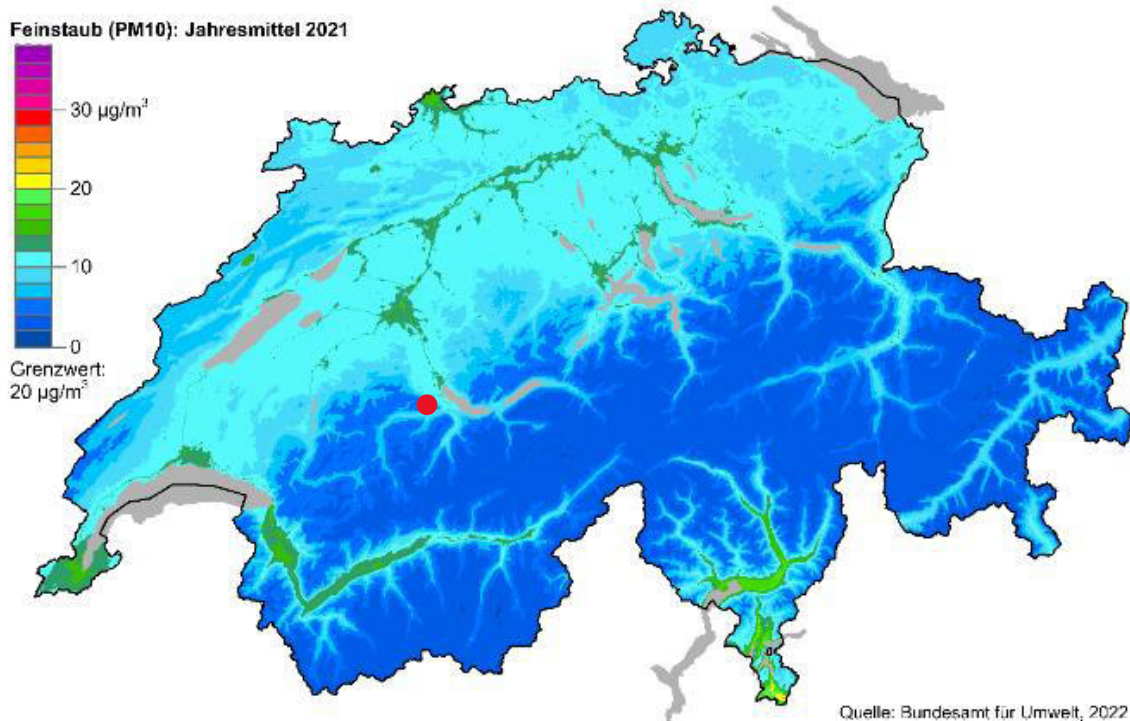 Feinstaub (PM10): Jahresmittel 2021
30 µg/m³
20
10
0
Grenzwert:
20 µg/m³
Quelle: Bundesamt für Umwelt, 2022